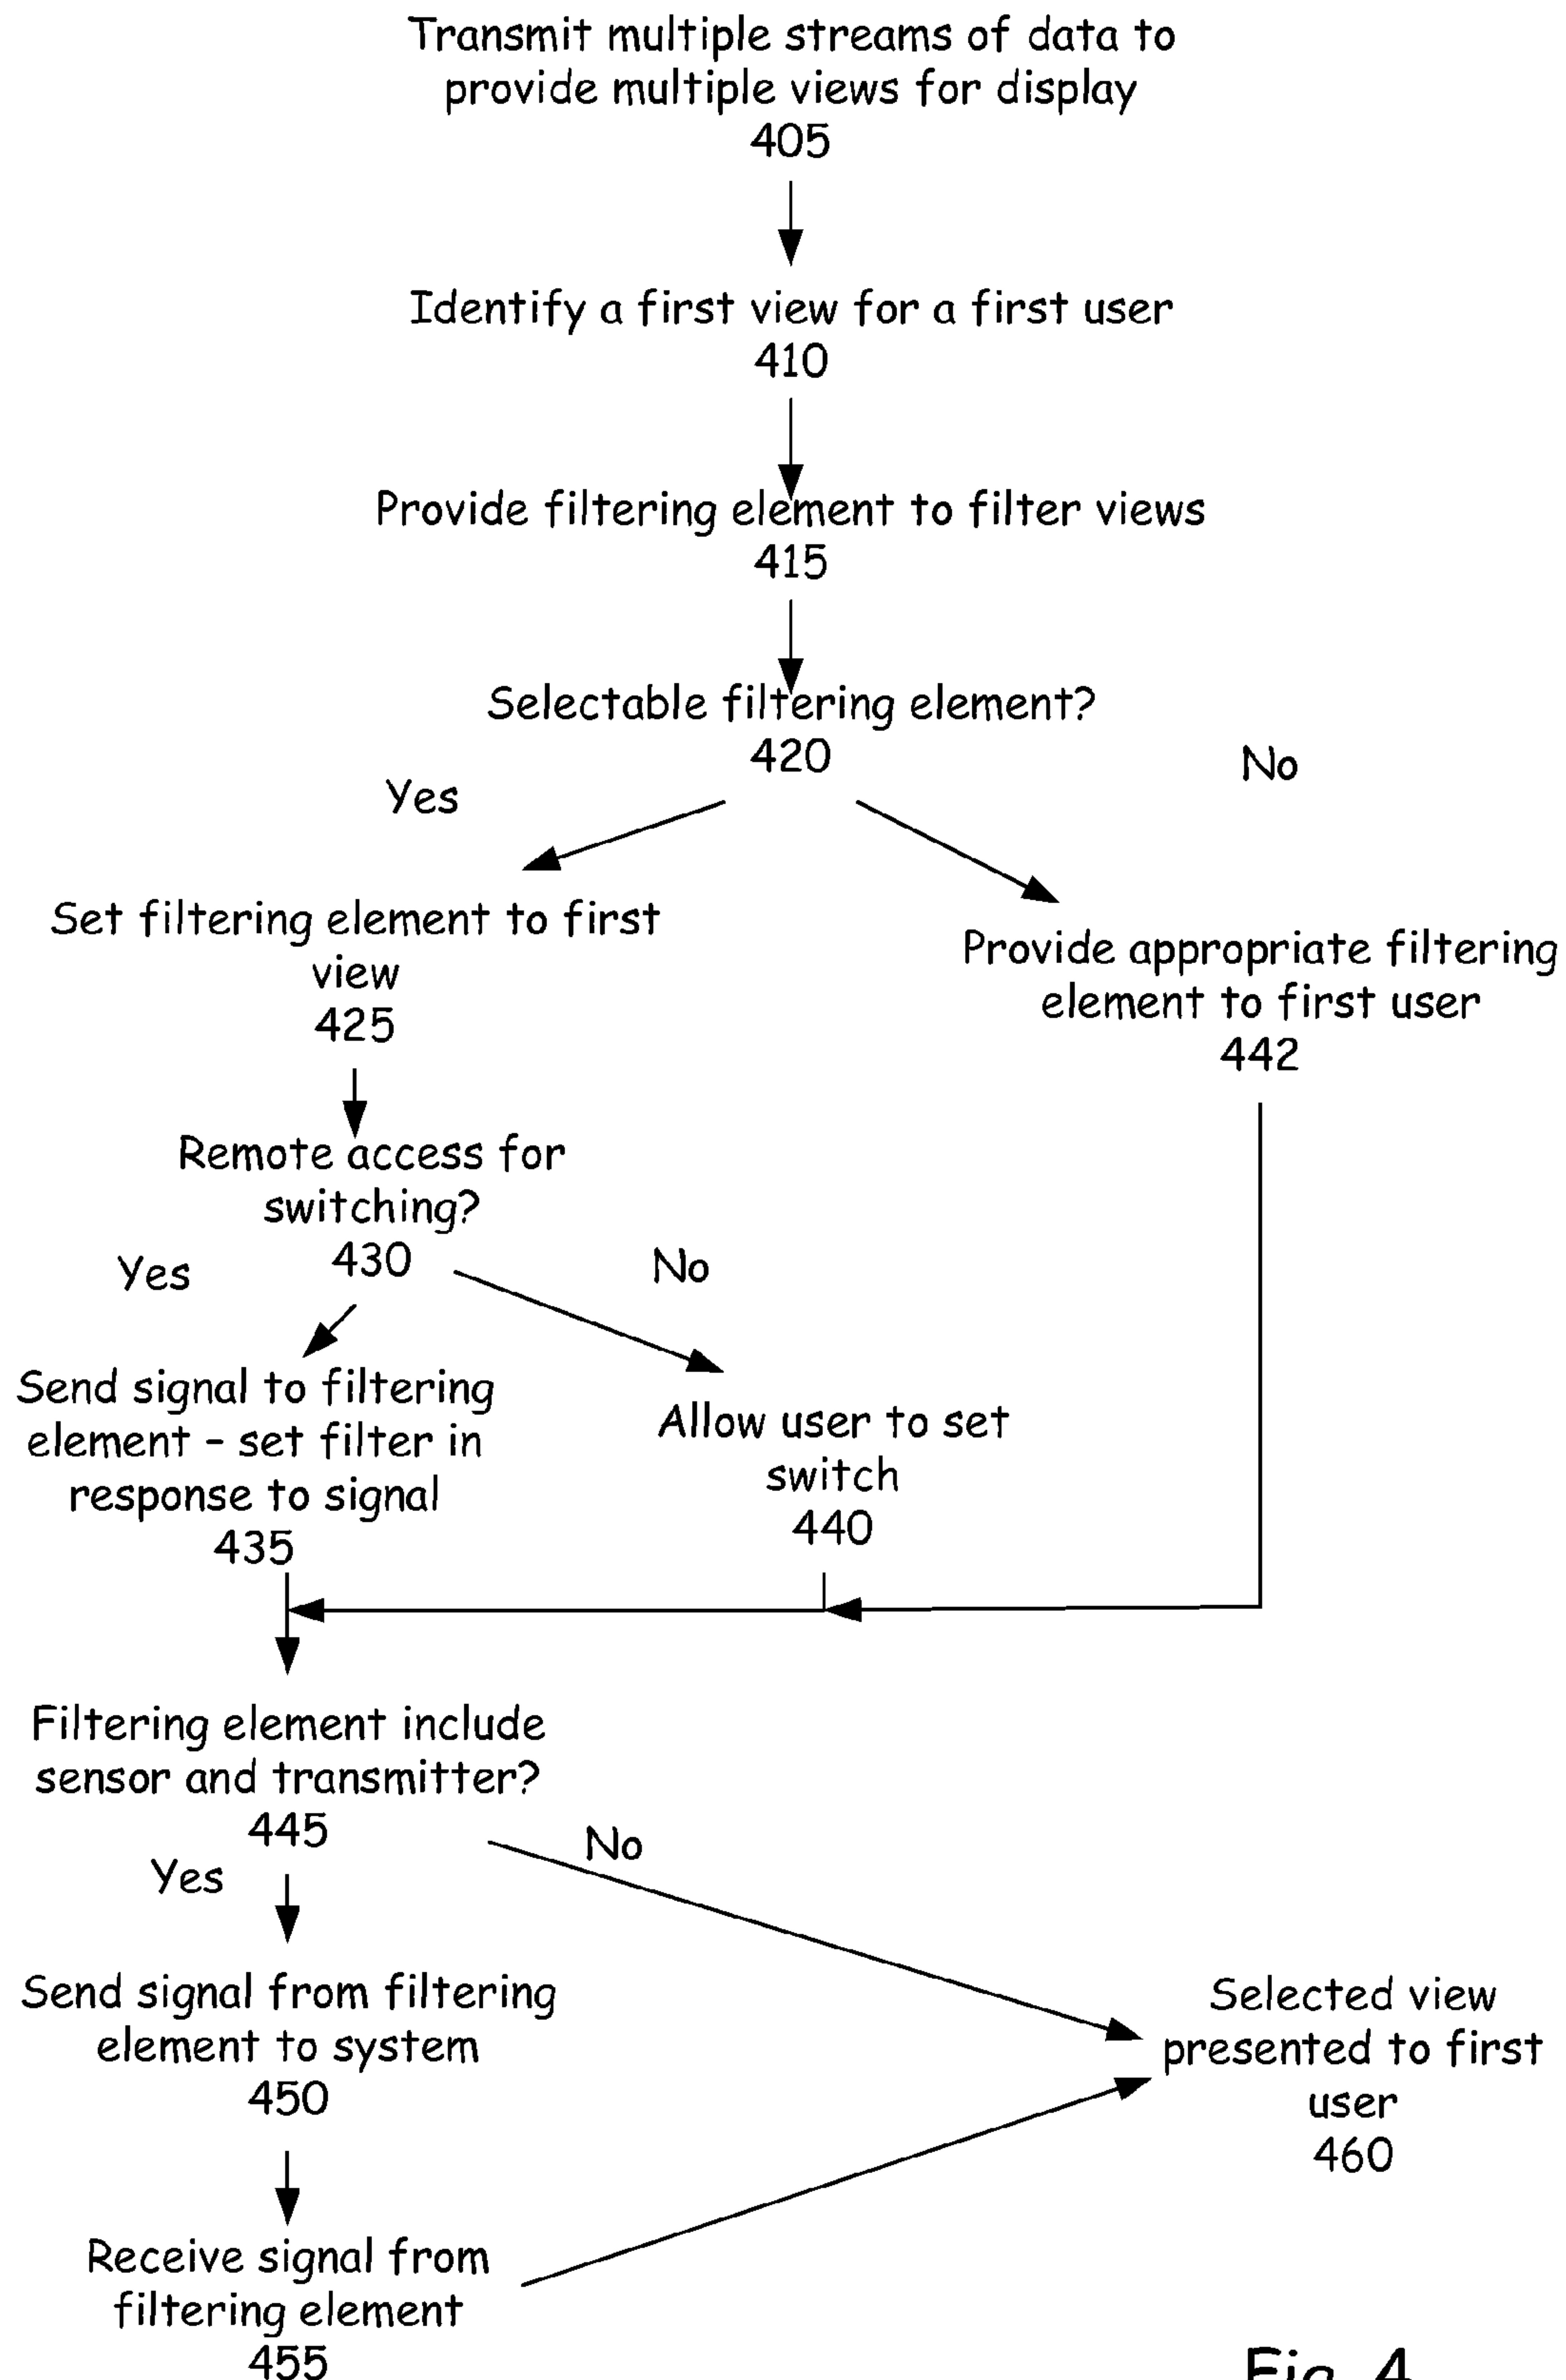 Transmit multiple streams of data to
provide multiple views for display
405
Identify a first view for a first user
410
Provide filtering element to filter views
415
Selectable filtering element?
420
Yes
No
Set filtering element to first
view
425
Provide appropriate filtering
element to first user
442
Remote access for
switching?
430
Yes
No
Send signal to filtering
element – set filter in
response to signal
435
Allow user to set
switch
440
Filtering element include
sensor and transmitter?
445
Yes
No
Send signal from filtering
element to system
450
Selected view
presented to first
user
460
Receive signal from
filtering element
455
Fig. 4